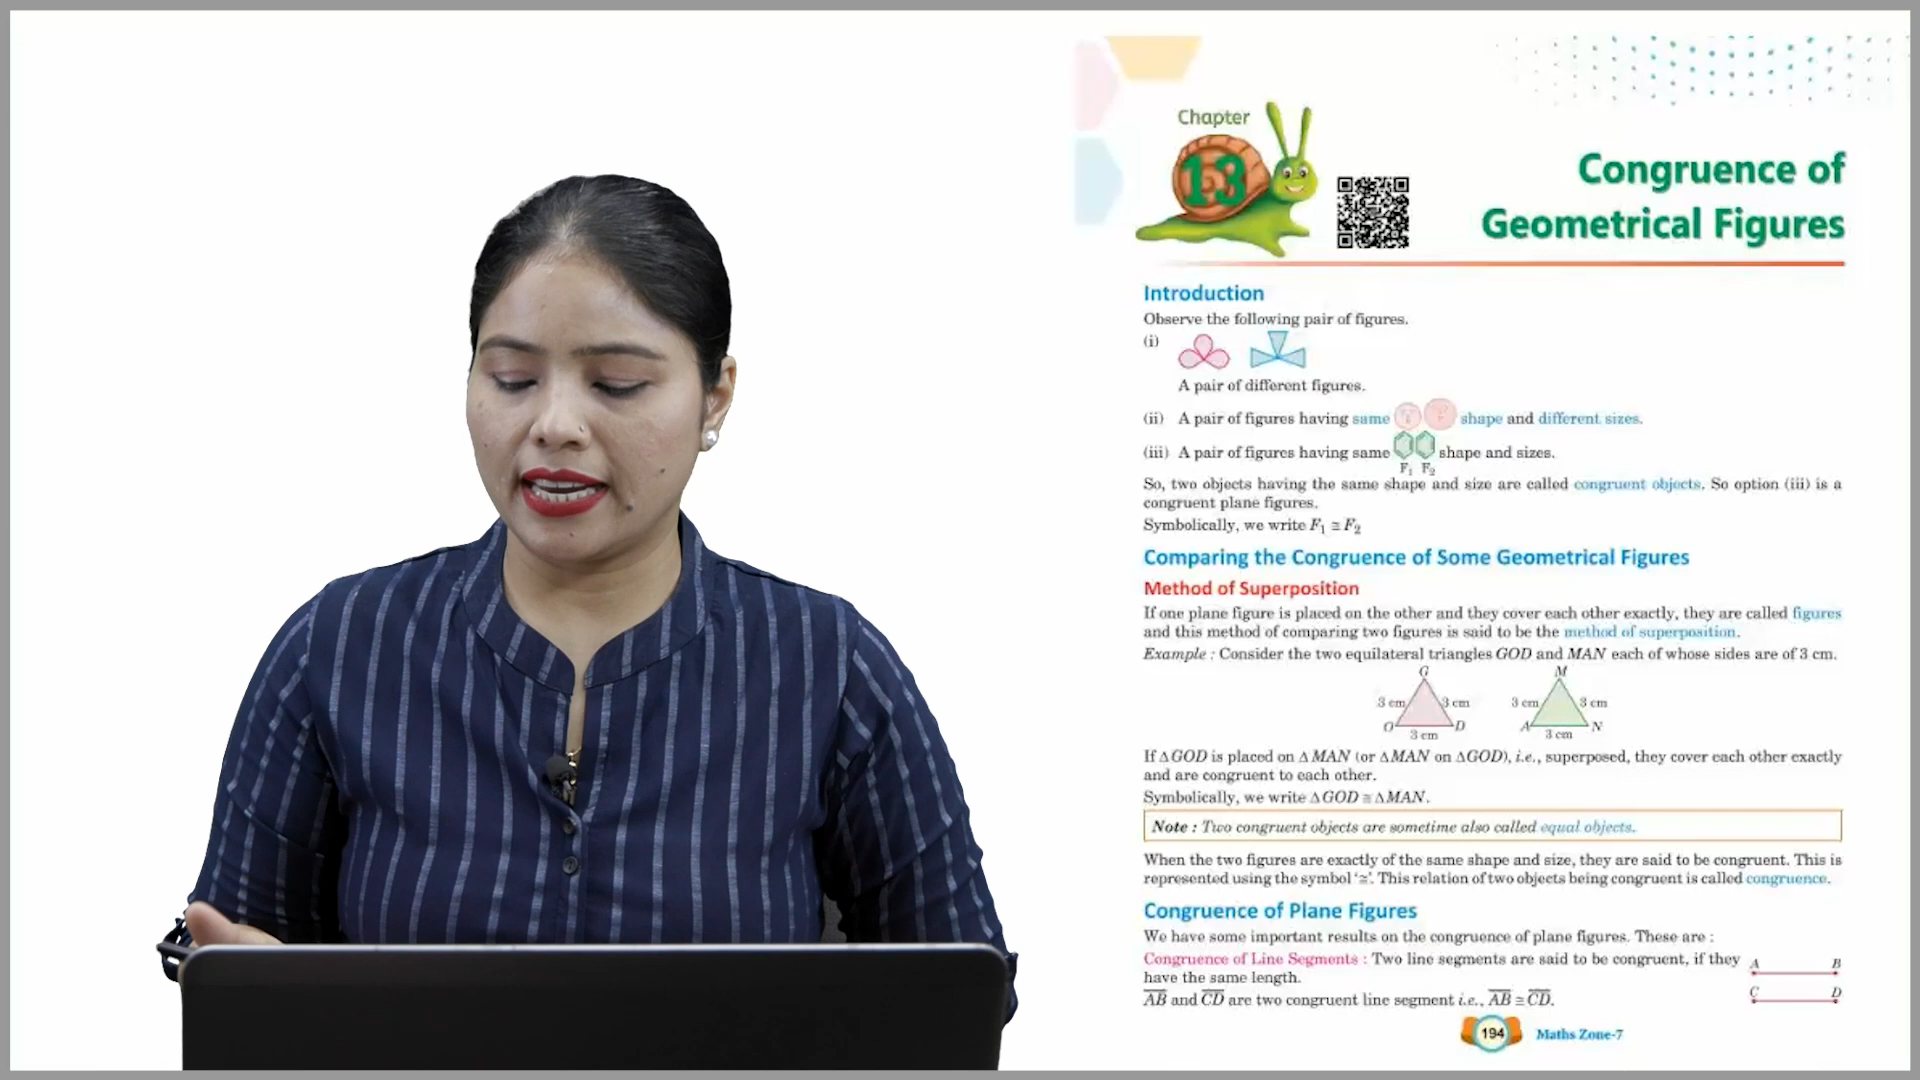 Chapter
13
Congruence of
Geometrical Figures
Introduction
Observe the following pair of figures.
(i)
A pair of different figures.
(ii) A pair of figures having same shape and different sizes.
(iii) A pair of figures having same shape and sizes.
F₁ F₂
So, two objects having the same shape and size are called congruent objects. So option (iii) is a
congruent plane figures.
Symbolically, we write F₁ ≅ F₂
Comparing the Congruence of Some Geometrical Figures
Method of Superposition
If one plane figure is placed on the other and they cover each other exactly, they are called figures
and this method of comparing two figures is said to be the method of superposition.
Example : Consider the two equilateral triangles GOD and MAN each of whose sides are of 3 cm.
G M
3 cm 3 cm 3 cm 3 cm
O D A N
3 cm 3 cm
If △GOD is placed on △MAN (or △MAN on △GOD), i.e., superposed, they cover each other exactly
and are congruent to each other.
Symbolically, we write △GOD ≅ △MAN.
Note : Two congruent objects are sometime also called equal objects.
When the two figures are exactly of the same shape and size, they are said to be congruent. This is
represented using the symbol '≅'. This relation of two objects being congruent is called congruence.
Congruence of Plane Figures
We have some important results on the congruence of plane figures. These are :
Congruence of Line Segments : Two line segments are said to be congruent, if they
have the same length.
A̅B̅ and C̅D̅ are two congruent line segment i.e., A̅B̅ ≅ C̅D̅.
A B
C D
194 Maths Zone-7